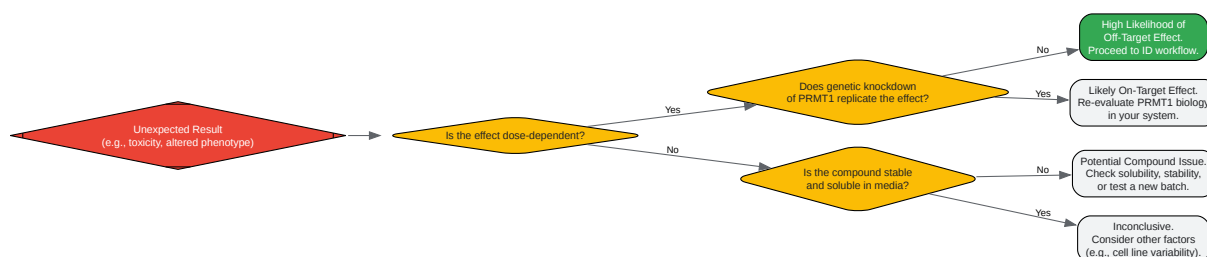 Unexpected Result
(e.g., toxicity, altered phenotype)
Is the effect dose-dependent?
Yes
No
Does genetic knockdown
of PRMT1 replicate the effect?
Is the compound stable
and soluble in media?
No
Yes
No
Yes
High Likelihood of
Off-Target Effect.
Proceed to ID workflow.
Likely On-Target Effect.
Re-evaluate PRMT1 biology
in your system.
Potential Compound Issue.
Check solubility, stability,
or test a new batch.
Inconclusive.
Consider other factors
(e.g., cell line variability).